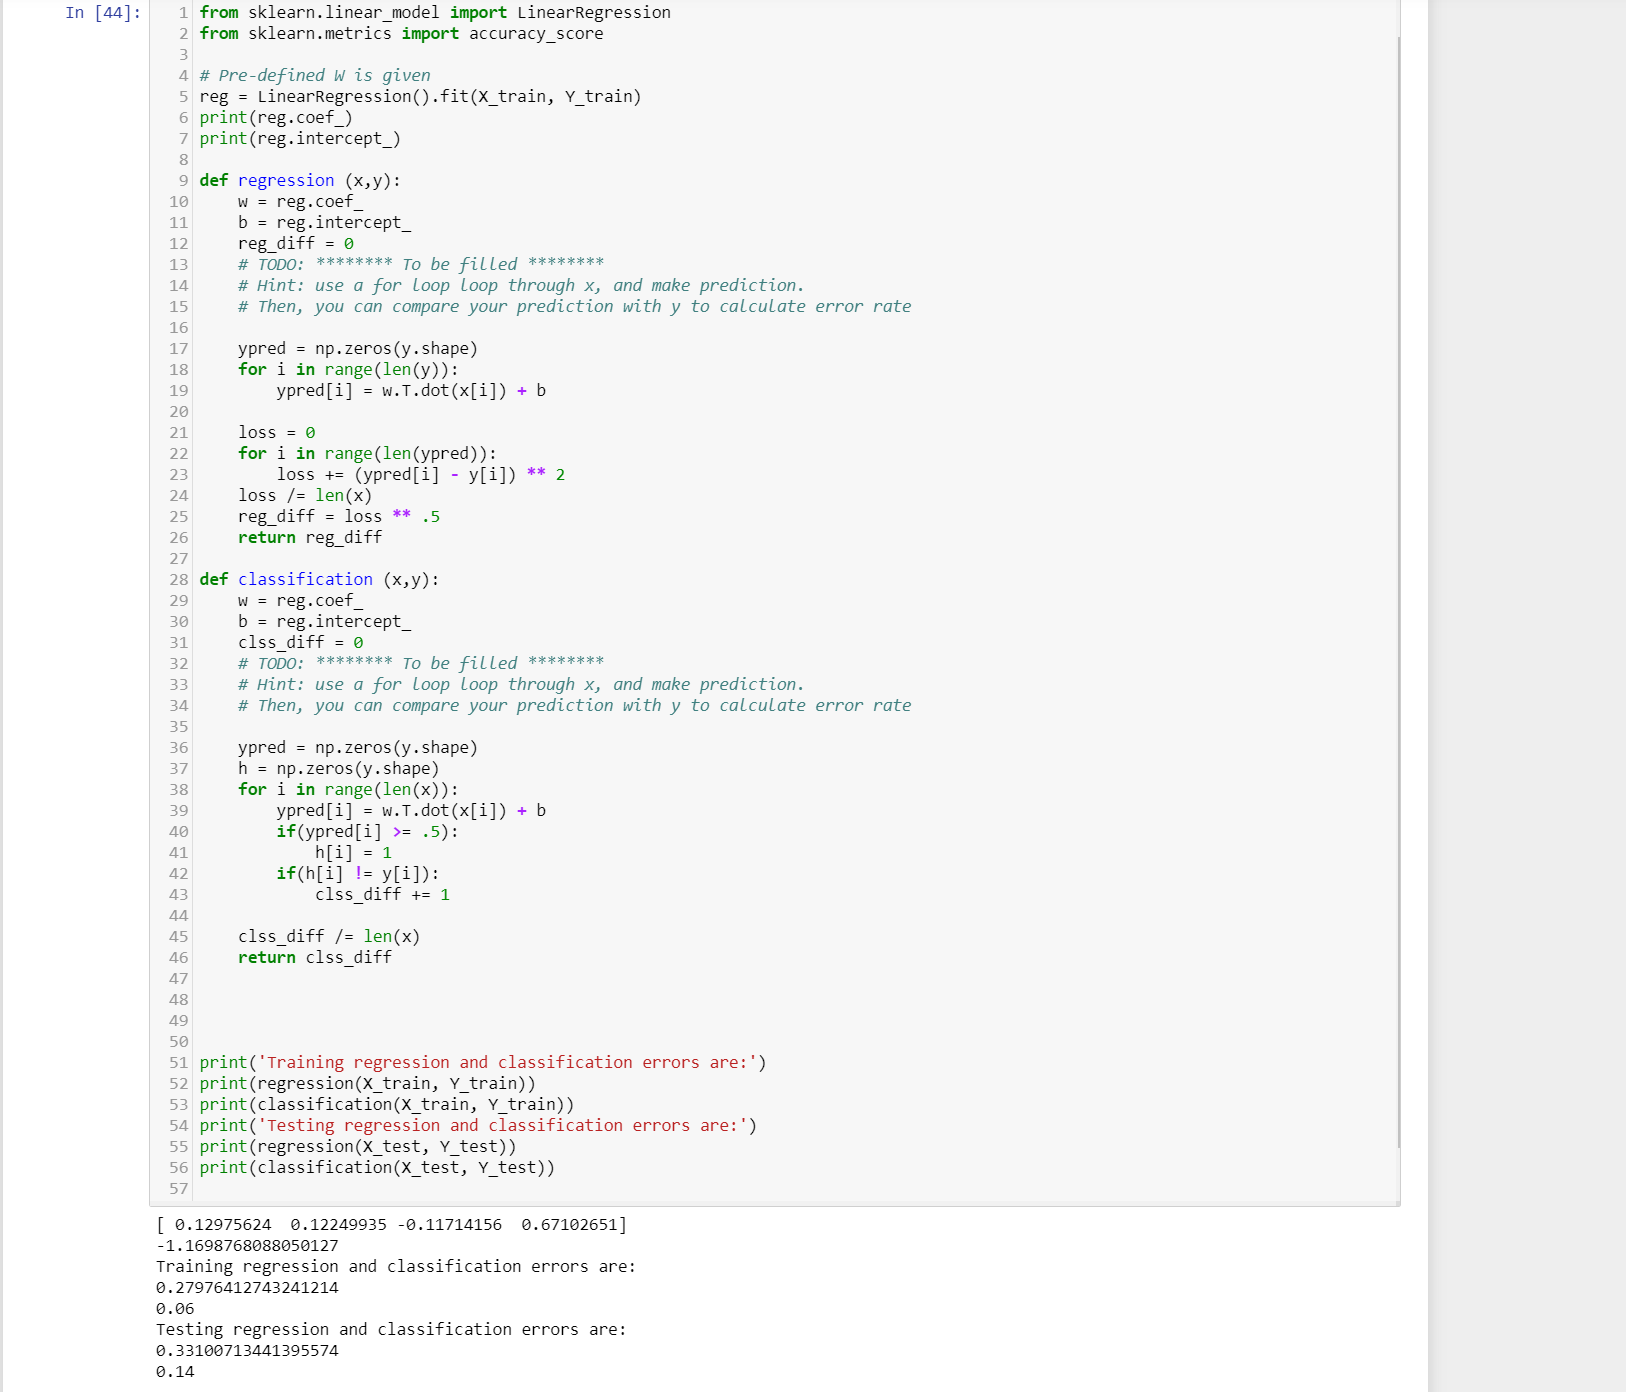 In [44]:
1 from sklearn.linear_model import LinearRegression
2 from sklearn.metrics import accuracy_score
3
4 # Pre-defined W is given
5 reg = LinearRegression().fit(X_train, Y_train)
6 print(reg.coef_)
7 print(reg.intercept_)
8
9 def regression (x,y):
10     w = reg.coef_
11     b = reg.intercept_
12     reg_diff = 0
13     # TODO: ******** To be filled ********
14     # Hint: use a for loop loop through x, and make prediction.
15     # Then, you can compare your prediction with y to calculate error rate
16
17     ypred = np.zeros(y.shape)
18     for i in range(len(y)):
19         ypred[i] = w.T.dot(x[i]) + b
20
21     loss = 0
22     for i in range(len(ypred)):
23         loss += (ypred[i] - y[i]) ** 2
24     loss /= len(x)
25     reg_diff = loss ** .5
26     return reg_diff
27
28 def classification (x,y):
29     w = reg.coef_
30     b = reg.intercept_
31     clss_diff = 0
32     # TODO: ******** To be filled ********
33     # Hint: use a for loop loop through x, and make prediction.
34     # Then, you can compare your prediction with y to calculate error rate
35
36     ypred = np.zeros(y.shape)
37     h = np.zeros(y.shape)
38     for i in range(len(x)):
39         ypred[i] = w.T.dot(x[i]) + b
40         if(ypred[i] >= .5):
41             h[i] = 1
42         if(h[i] != y[i]):
43             clss_diff += 1
44
45     clss_diff /= len(x)
46     return clss_diff
47
48
49
50
51 print('Training regression and classification errors are:')
52 print(regression(X_train, Y_train))
53 print(classification(X_train, Y_train))
54 print('Testing regression and classification errors are:')
55 print(regression(X_test, Y_test))
56 print(classification(X_test, Y_test))
57
[ 0.12975624  0.12249935 -0.11714156  0.67102651]
-1.1698768088050127
Training regression and classification errors are:
0.27976412743241214
0.06
Testing regression and classification errors are:
0.33100713441395574
0.14